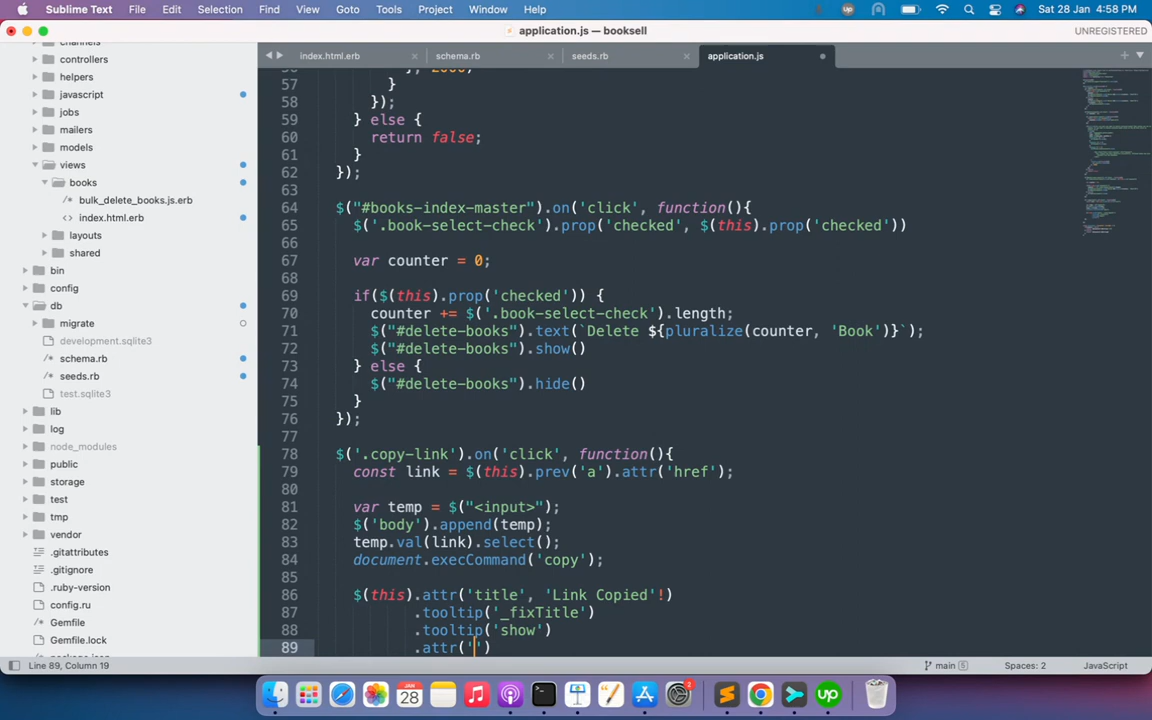 Sublime Text File Edit Selection Find View Goto Tools Project Window Help Sat 28 Jan 4:58 PM
application.js — booksell UNREGISTERED
index.html.erb schema.rb seeds.rb application.js
controllers
helpers
javascript
jobs
mailers
models
views
books
bulk_delete_books.js.erb
index.html.erb
layouts
shared
bin
config
db
migrate
development.sqlite3
schema.rb
seeds.rb
test.sqlite3
lib
log
node_modules
public
storage
test
tmp
vendor
.gitattributes
.gitignore
.ruby-version
config.ru
Gemfile
Gemfile.lock
57 }
58 });
59 } else {
60 return false;
61 }
62 });
63
64 $("#books-index-master").on('click', function(){
65 $('.book-select-check').prop('checked', $(this).prop('checked'))
66
67 var counter = 0;
68
69 if($(this).prop('checked')) {
70 counter += $('.book-select-check').length;
71 $("#delete-books").text(`Delete ${pluralize(counter, 'Book')}`);
72 $("#delete-books").show()
73 } else {
74 $("#delete-books").hide()
75 }
76 });
77
78 $('.copy-link').on('click', function(){
79 const link = $(this).prev('a').attr('href');
80
81 var temp = $("<input>");
82 $('body').append(temp);
83 temp.val(link).select();
84 document.execCommand('copy');
85
86 $(this).attr('title', 'Link Copied'!)
87 .tooltip('_fixTitle')
88 .tooltip('show')
89 .attr('')
Line 89, Column 19 main 5 Spaces: 2 JavaScript
JAN
28
2
up